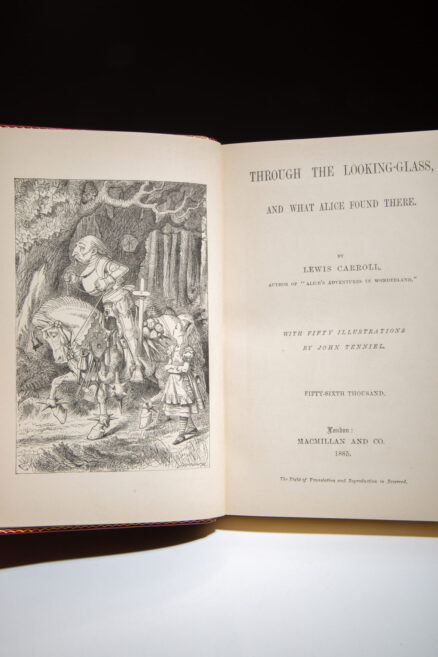 THROUGH THE LOOKING-GLASS,
AND WHAT ALICE FOUND THERE.
BY
LEWIS CARROLL,
AUTHOR OF "ALICE'S ADVENTURES IN WONDERLAND."
WITH FIFTY ILLUSTRATIONS
BY JOHN TENNIEL.
FIFTY-SIXTH THOUSAND.
London:
MACMILLAN AND CO.
1885.
The Right of Translation and Reproduction is Reserved.